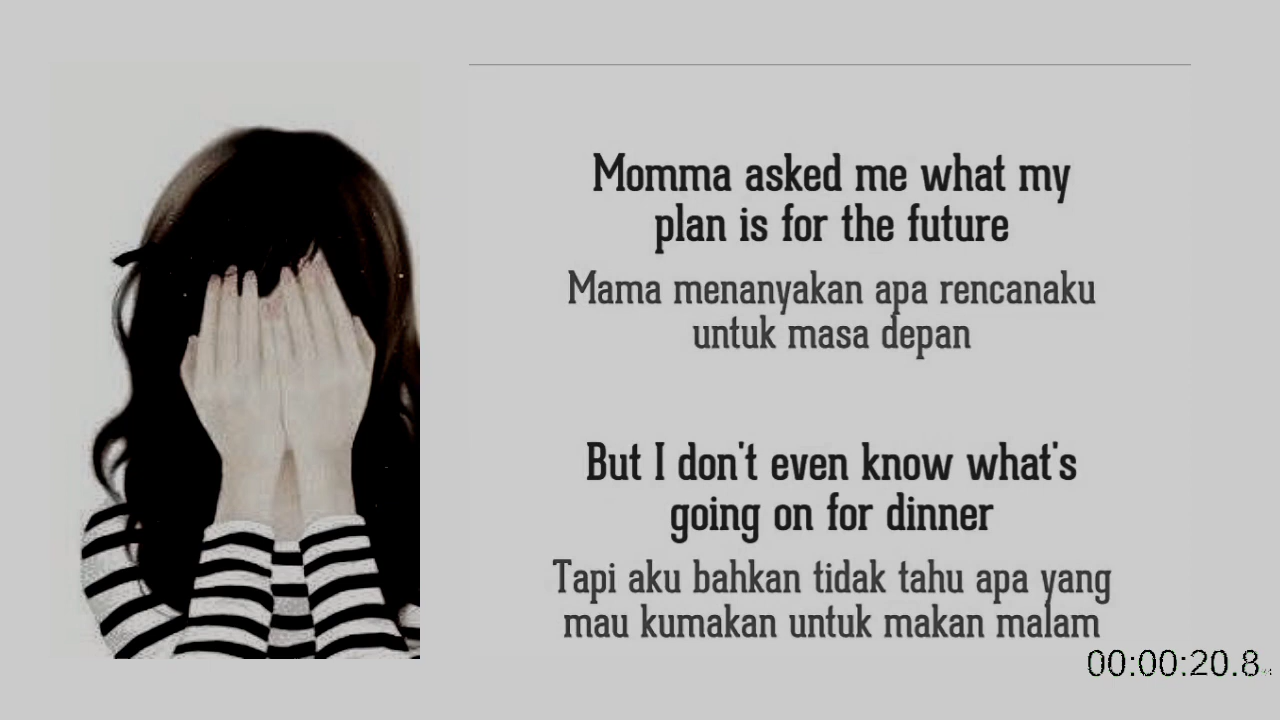 Momma asked me what my
plan is for the future
Mama menanyakan apa rencanaku
untuk masa depan
But I don't even know what's
going on for dinner
Tapi aku bahkan tidak tahu apa yang
mau kumakan untuk makan malam
00:00:20.8